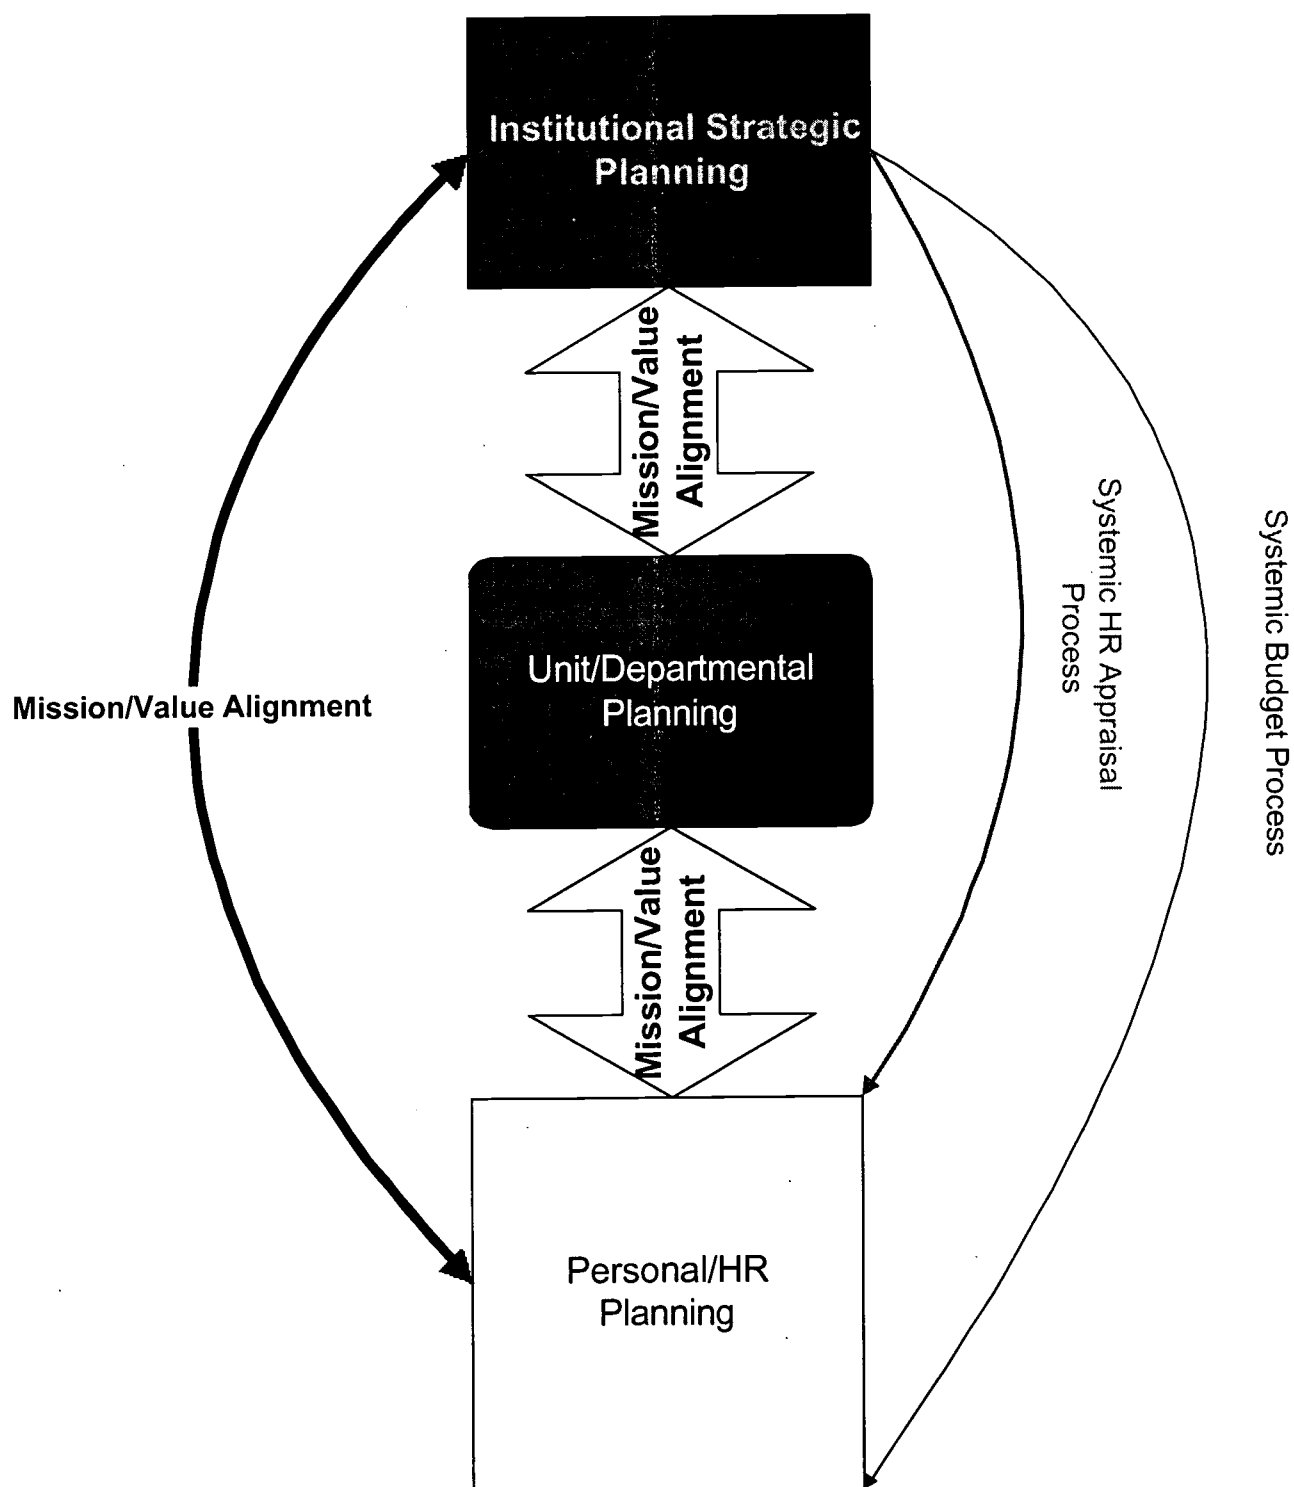 Institutional Strategic
Planning
Mission/Value
Alignment
Unit/Departmental
Planning
Mission/Value Alignment
Systemic HR Appraisal
Process
Systemic Budget Process
Mission/Value
Alignment
Personal/HR
Planning